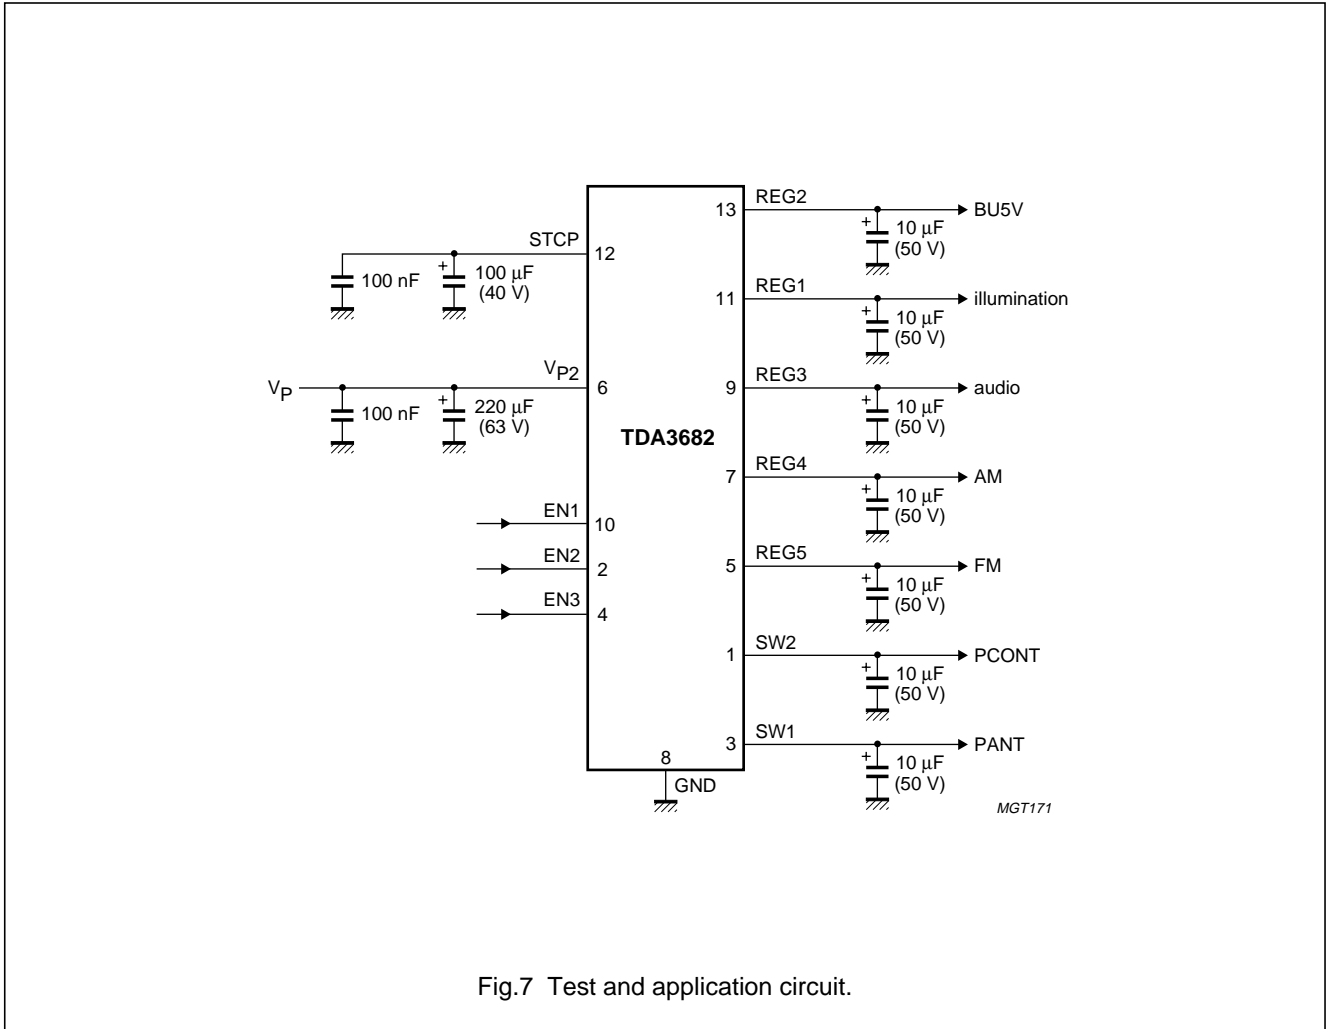 REG2
13
BU5V
+
10 µF
(50 V)
STCP
12
100 nF
+
100 µF
(40 V)
REG1
11
illumination
+
10 µF
(50 V)
VP
VP2
6
100 nF
+
220 µF
(63 V)
REG3
9
audio
+
10 µF
(50 V)
TDA3682
REG4
7
AM
+
10 µF
(50 V)
EN1
10
EN2
2
EN3
4
REG5
5
FM
+
10 µF
(50 V)
SW2
1
PCONT
+
10 µF
(50 V)
SW1
3
PANT
+
10 µF
(50 V)
8
GND
MGT171
Fig.7 Test and application circuit.